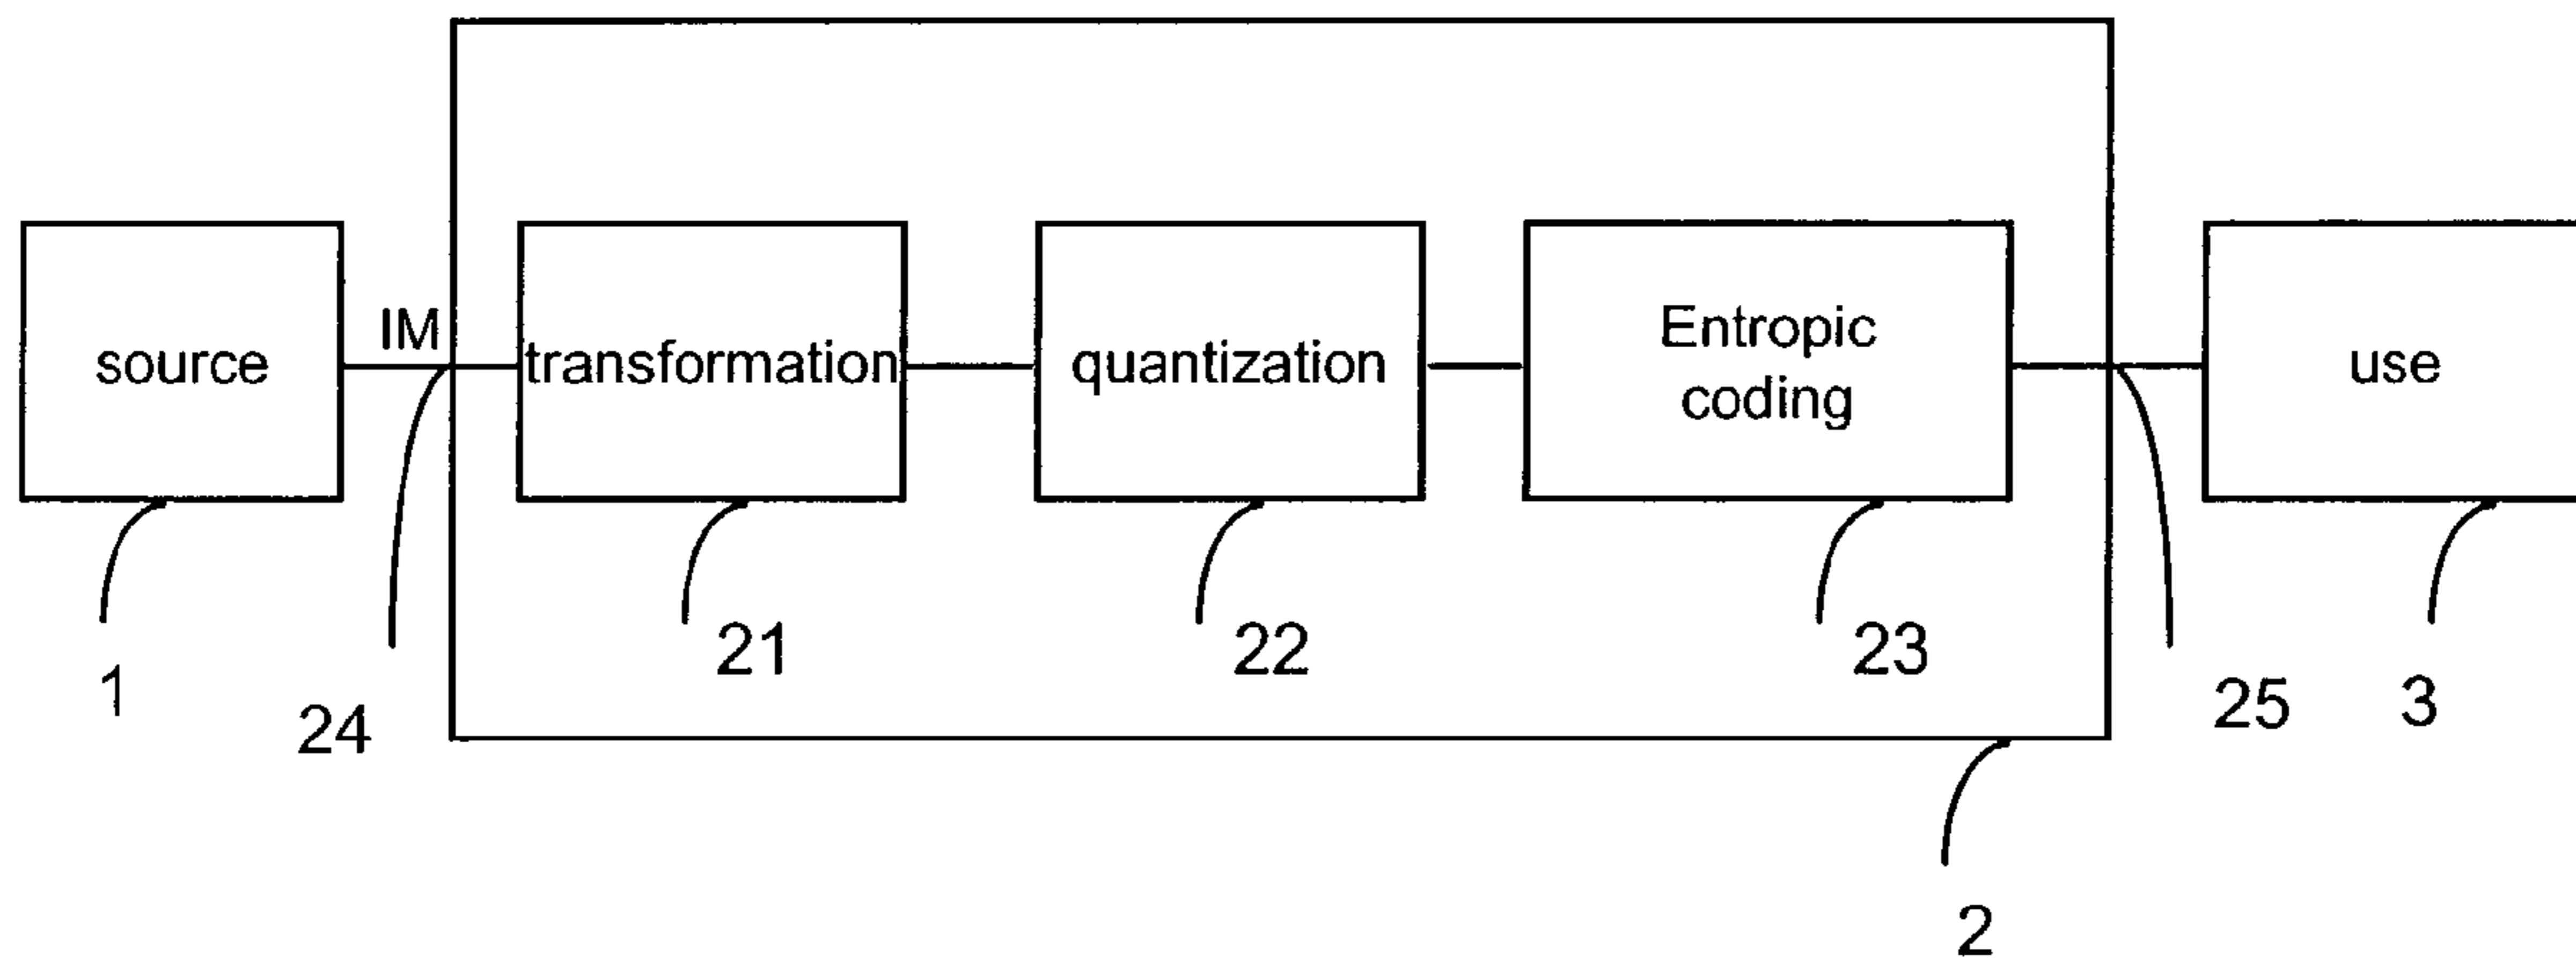 IM
source
transformation
quantization
Entropic
coding
use
1
24
21
22
23
25
3
2